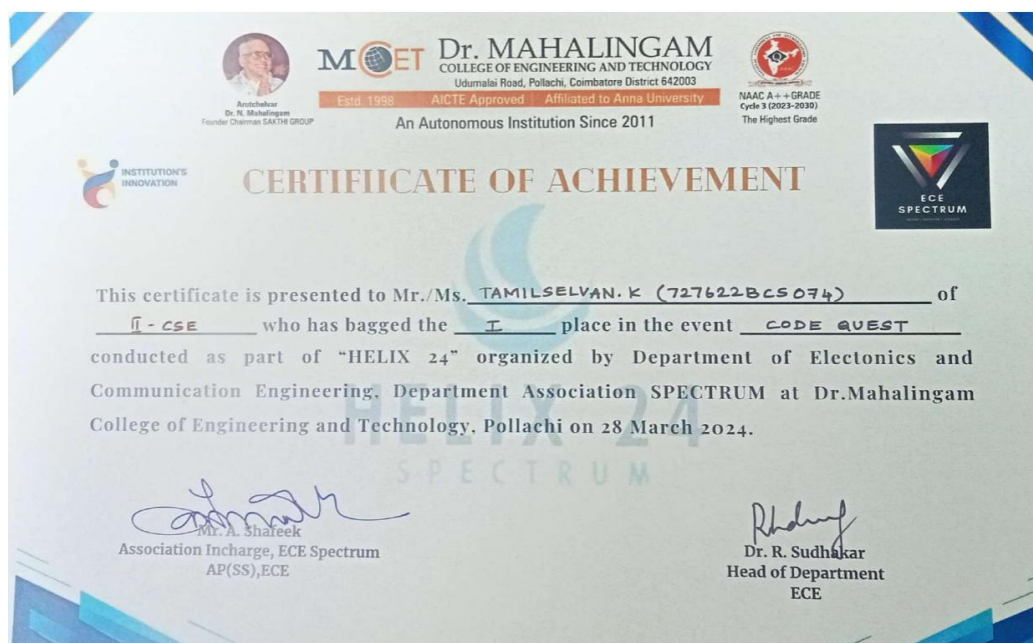 Arutchelvar
Dr. N. Mahalingam
Founder Chairman SAKTHI GROUP
MCET
Dr. MAHALINGAM
COLLEGE OF ENGINEERING AND TECHNOLOGY
Udumalai Road, Pollachi, Coimbatore District 642003
Estd. 1998 AICTE Approved Affiliated to Anna University
An Autonomous Institution Since 2011
NAAC A++GRADE
Cycle 3 (2023-2030)
The Highest Grade
INSTITUTION'S
INNOVATION
CERTIFIICATE OF ACHIEVEMENT
ECE
SPECTRUM
This certificate is presented to Mr./Ms. TAMILSELVAN.K (727622BCS074) of
II - CSE who has bagged the I place in the event CODE QUEST
conducted as part of “HELIX 24” organized by Department of Electonics and
Communication Engineering, Department Association SPECTRUM at Dr.Mahalingam
College of Engineering and Technology, Pollachi on 28 March 2024.
HELIX 24
SPECTRUM
Mr. A. Shafeek
Association Incharge, ECE Spectrum
AP(SS),ECE
Dr. R. Sudhakar
Head of Department
ECE